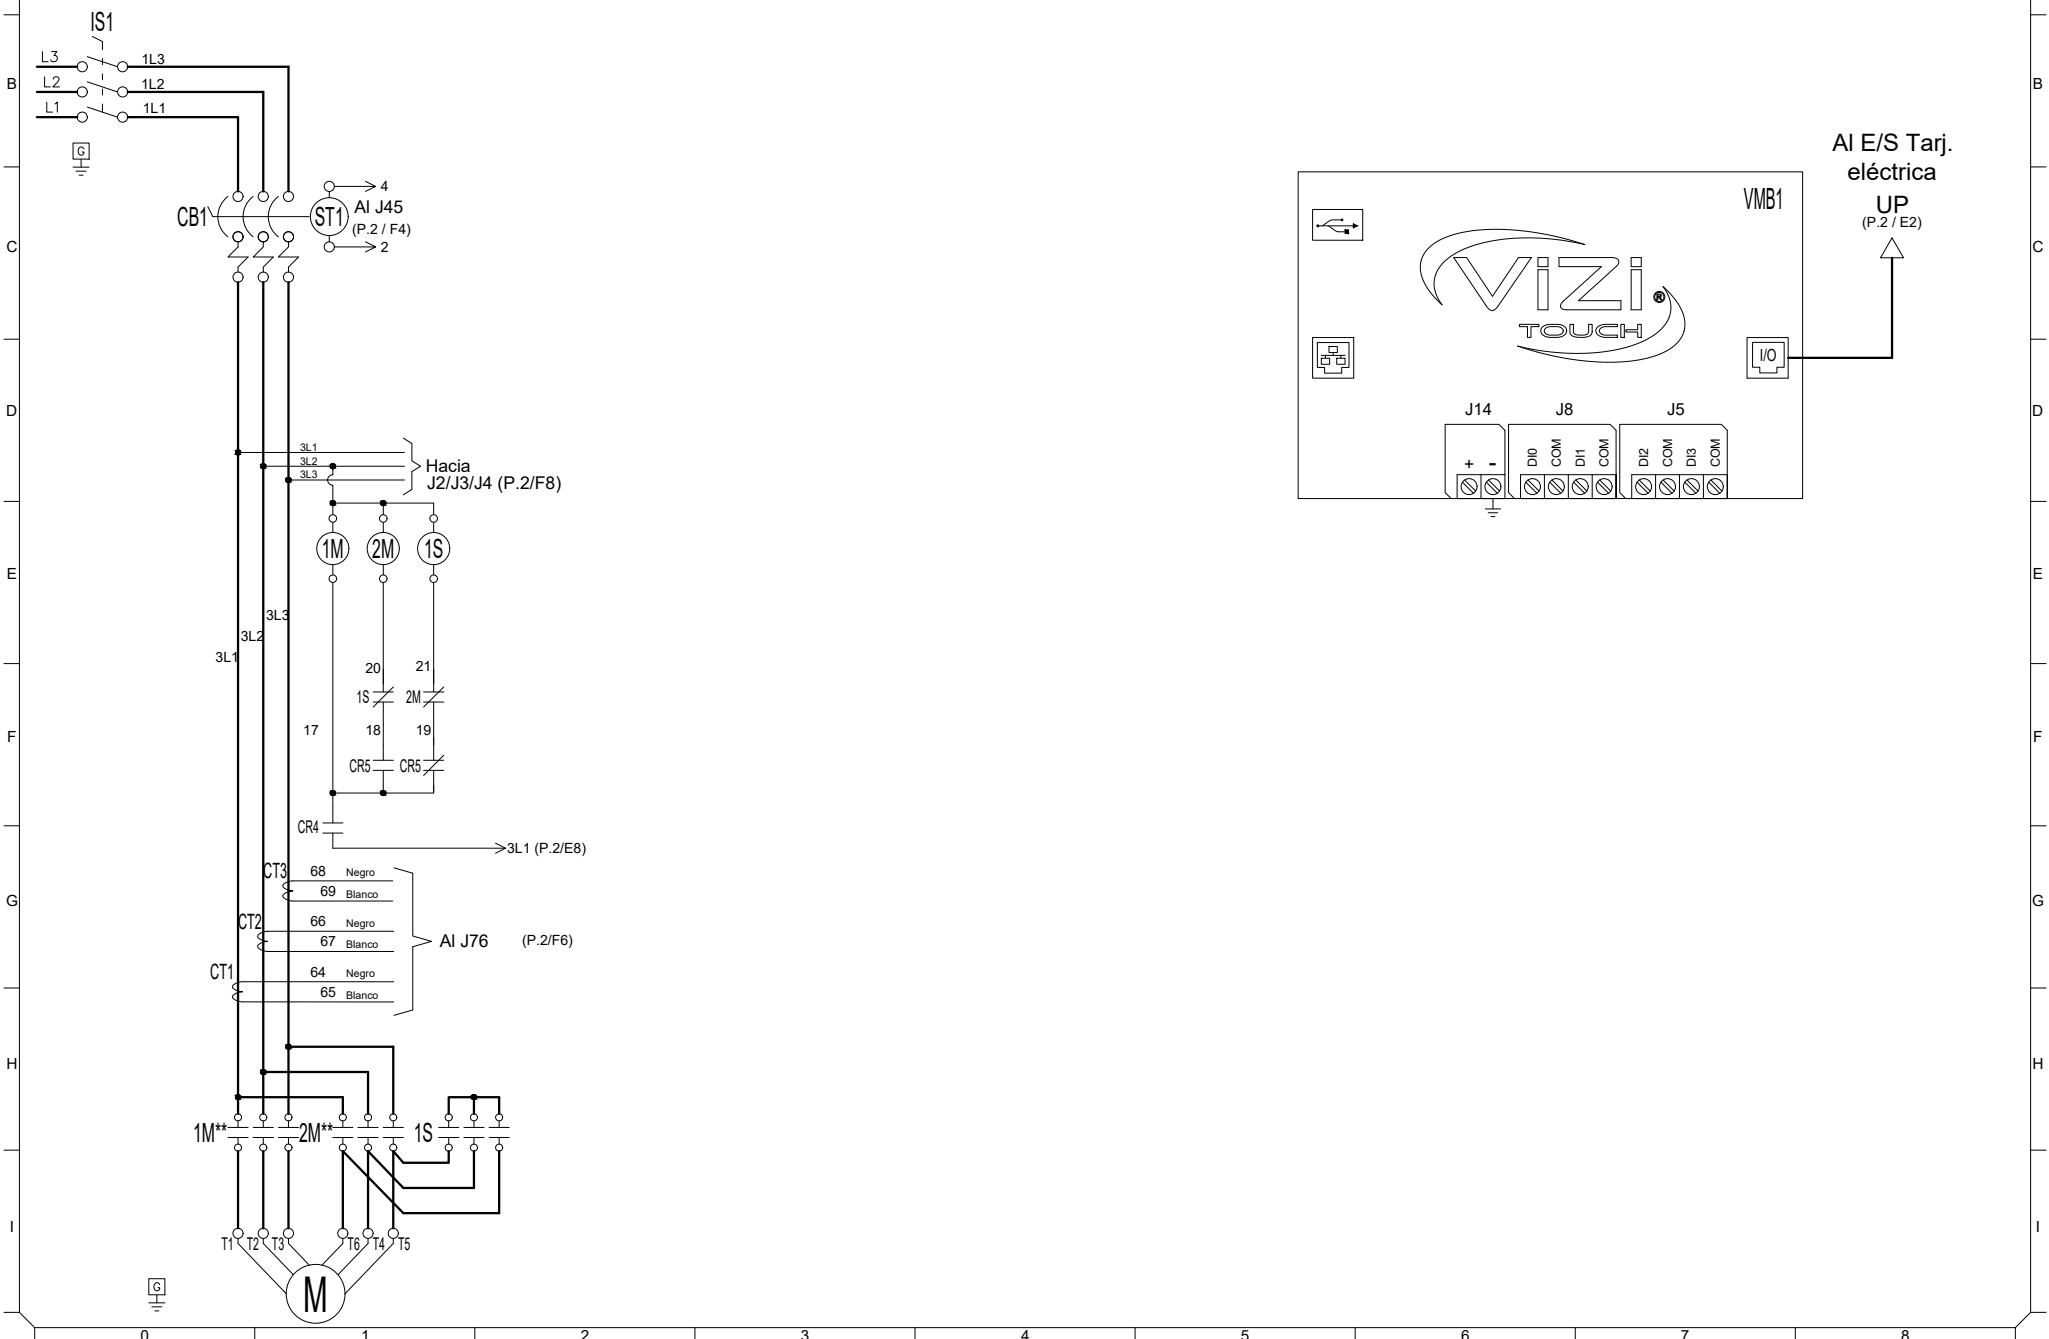 IS1
L3
1L3
L2
1L2
L1
1L1
B
B
G
Al E/S Tarj.
eléctrica
UP
(P.2 / E2)
CB1
ST1
4
Al J45
(P.2 / F4)
2
VMB1
C
C
ViZi
®
TOUCH
I/O
D
D
J14
J8
J5
+
-
DI0
COM
DI1
COM
DI2
COM
DI3
COM
3L1
3L2
3L3
Hacia
J2/J3/J4 (P.2/F8)
1M
2M
1S
E
E
3L3
3L2
3L1
20
21
1S
2M
17
18
19
F
F
CR5
CR5
CR4
3L1 (P.2/E8)
CT3
68
Negro
69
Blanco
G
G
CT2
66
Negro
67
Blanco
Al J76
(P.2/F6)
CT1
64
Negro
65
Blanco
H
H
1M**
2M**
1S
I
I
T1
T2
T3
T6
T4
T5
M
G
0
1
2
3
4
5
6
7
8